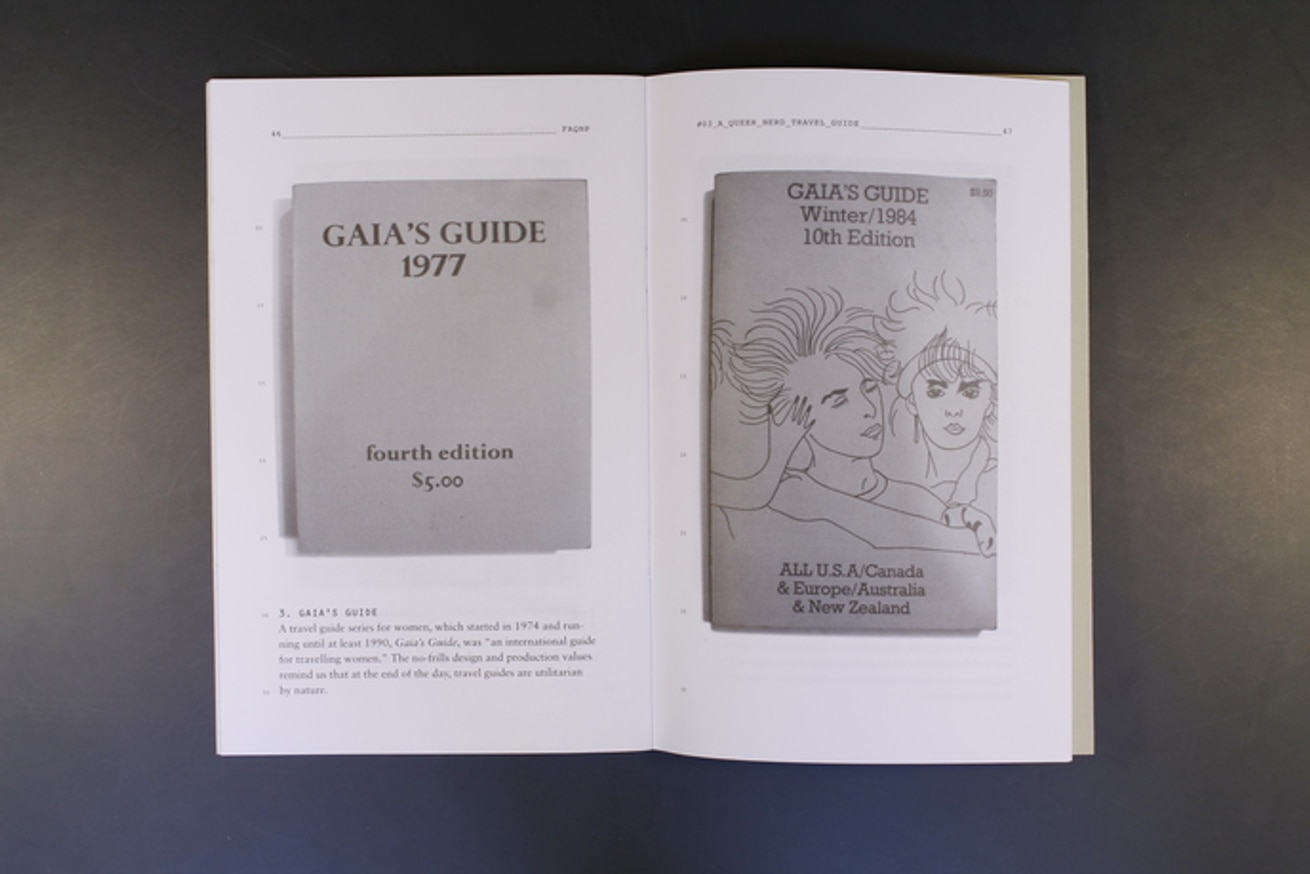 46 FAQNP
GAIA'S GUIDE
1977
fourth edition
$5.00
3. GAIA'S GUIDE
A travel guide series for women, which started in 1974 and run-
ning until at least 1990, Gaia's Guide, was "an international guide
for travelling women." The no-frills design and production values
remind us that at the end of the day, travel guides are utilitarian
by nature.
#03_A_QUEER_NERD_TRAVEL_GUIDE 47
GAIA'S GUIDE
Winter/1984
10th Edition
ALL U.S.A/Canada
& Europe/Australia
& New Zealand